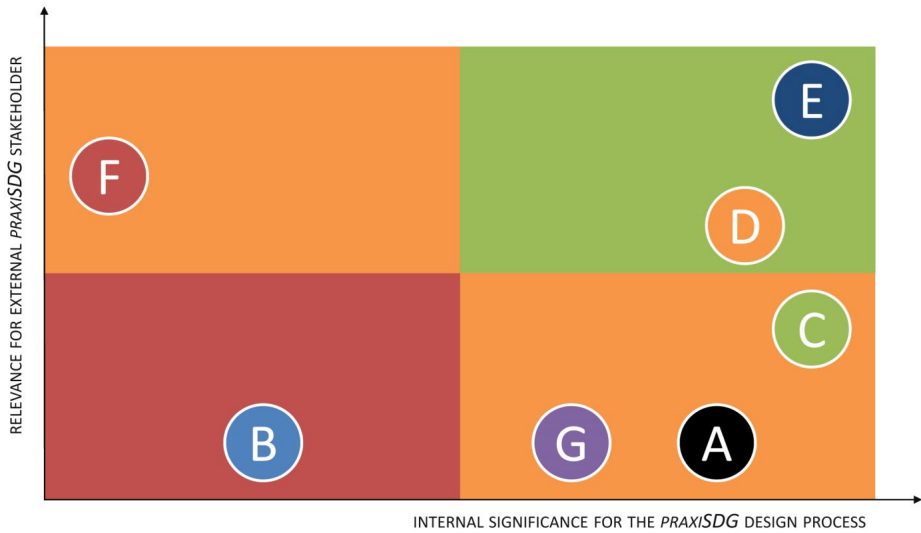 RELEVANCE FOR EXTERNAL PRAXISDG STAKEHOLDER
E
F
D
C
B
G
A
INTERNAL SIGNIFICANCE FOR THE PRAXISDG DESIGN PROCESS